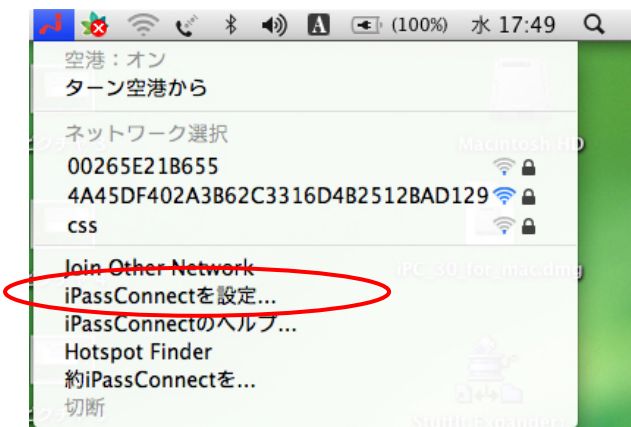 A (100%) 水 17:49
空港：オン
ターン空港から
ネットワーク選択
Macintosh HD
00265E21B655
4A45DF402A3B62C3316D4B2512BAD129
css
Join Other Network
iPC_30_for_mac.dmg
iPassConnectを設定...
iPassConnectのヘルプ...
Hotspot Finder
約iPassConnectを...
切断
StuffIt Expander